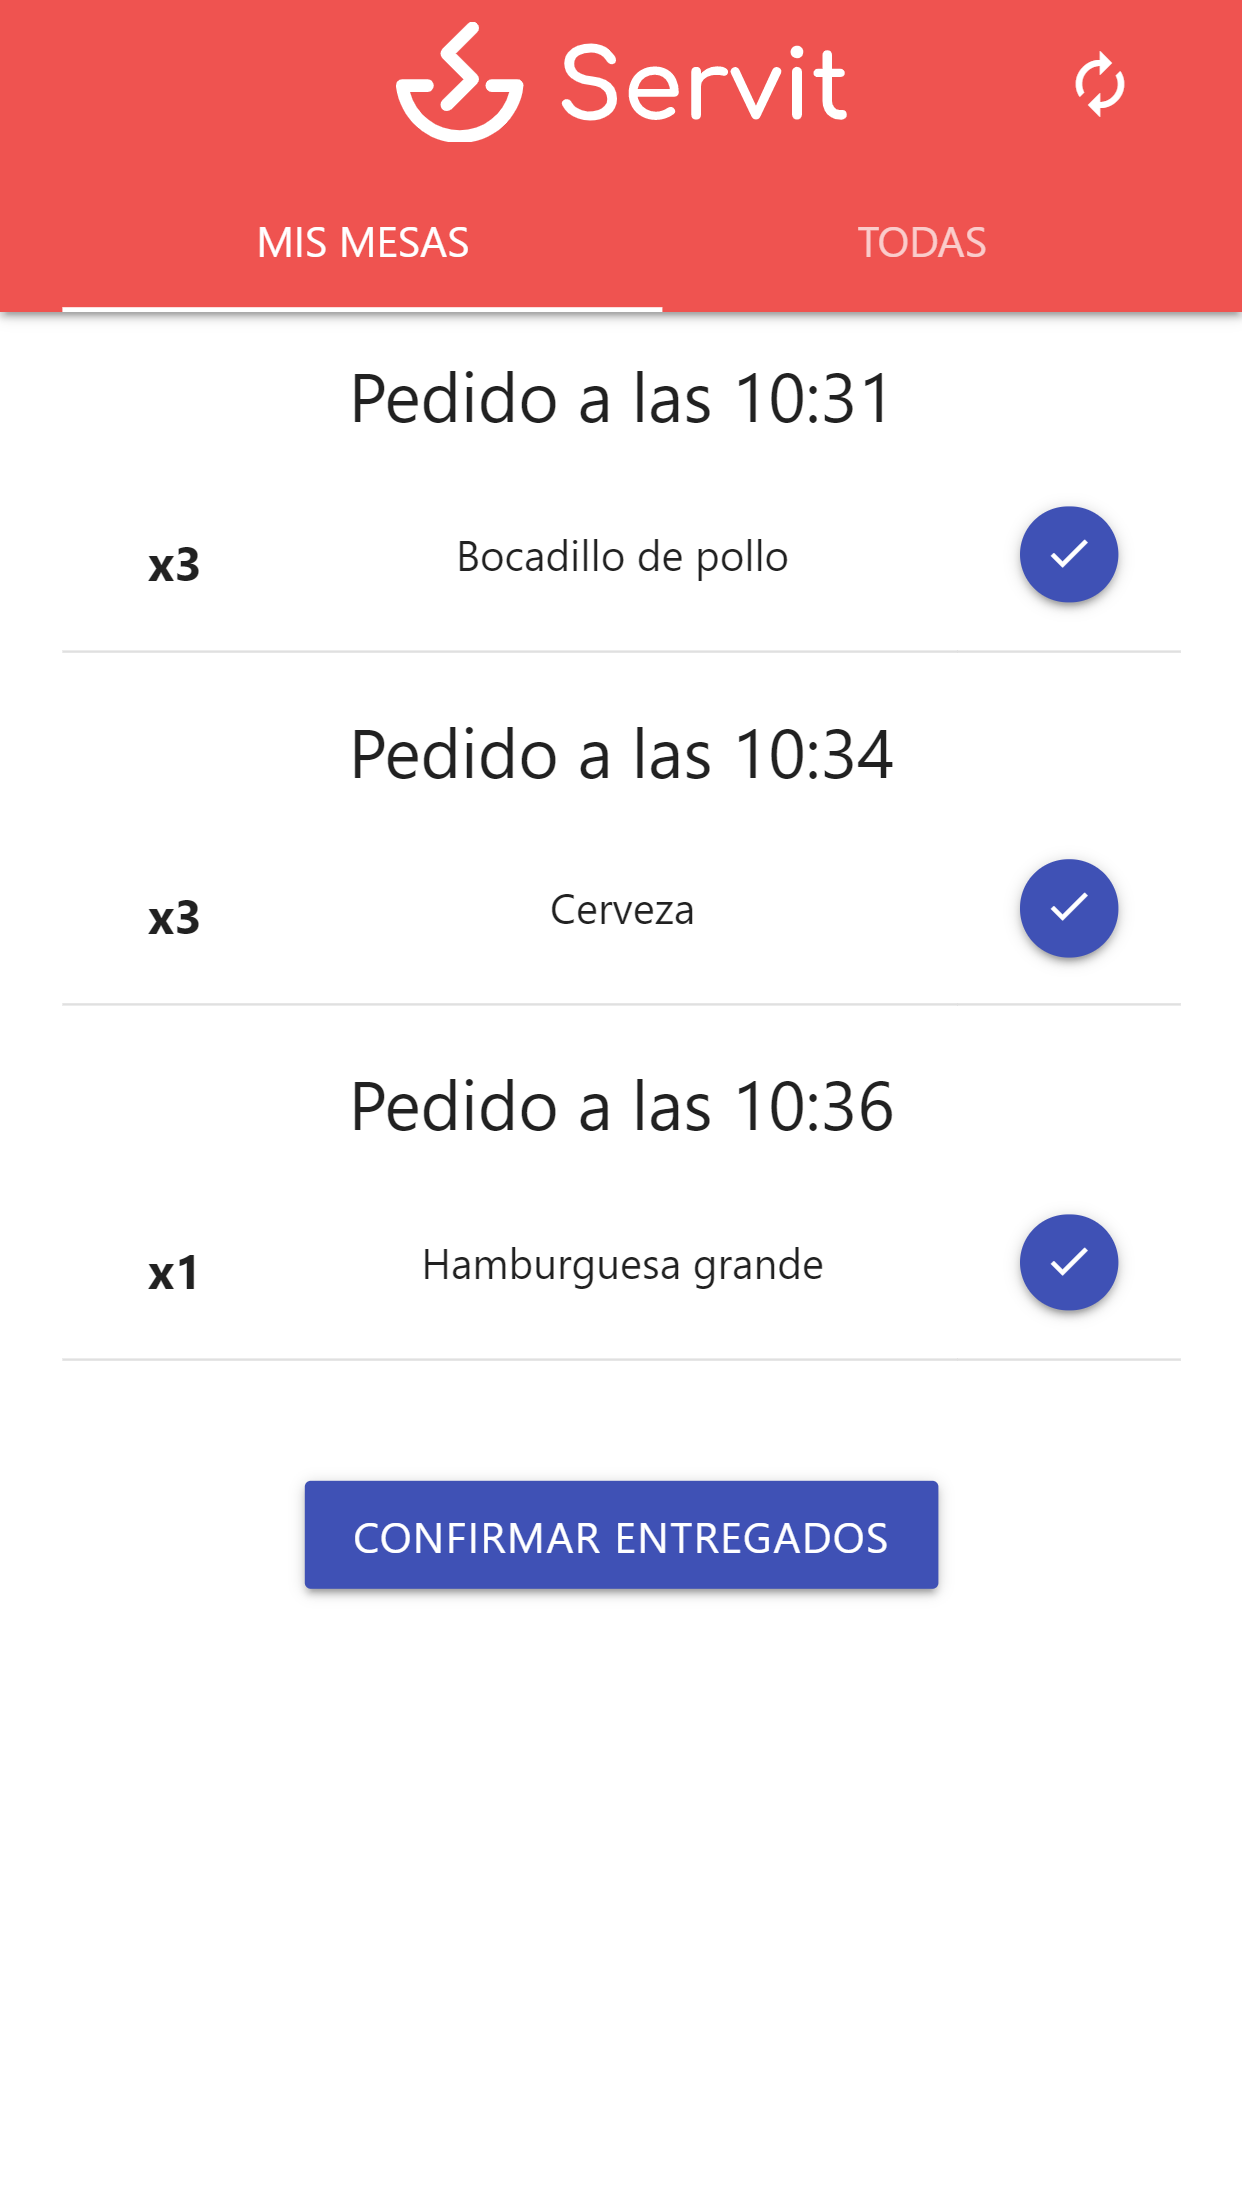 Servit
MIS MESAS
TODAS
Pedido a las 10:31
x3
Bocadillo de pollo
Pedido a las 10:34
x3
Cerveza
Pedido a las 10:36
x1
Hamburguesa grande
CONFIRMAR ENTREGADOS